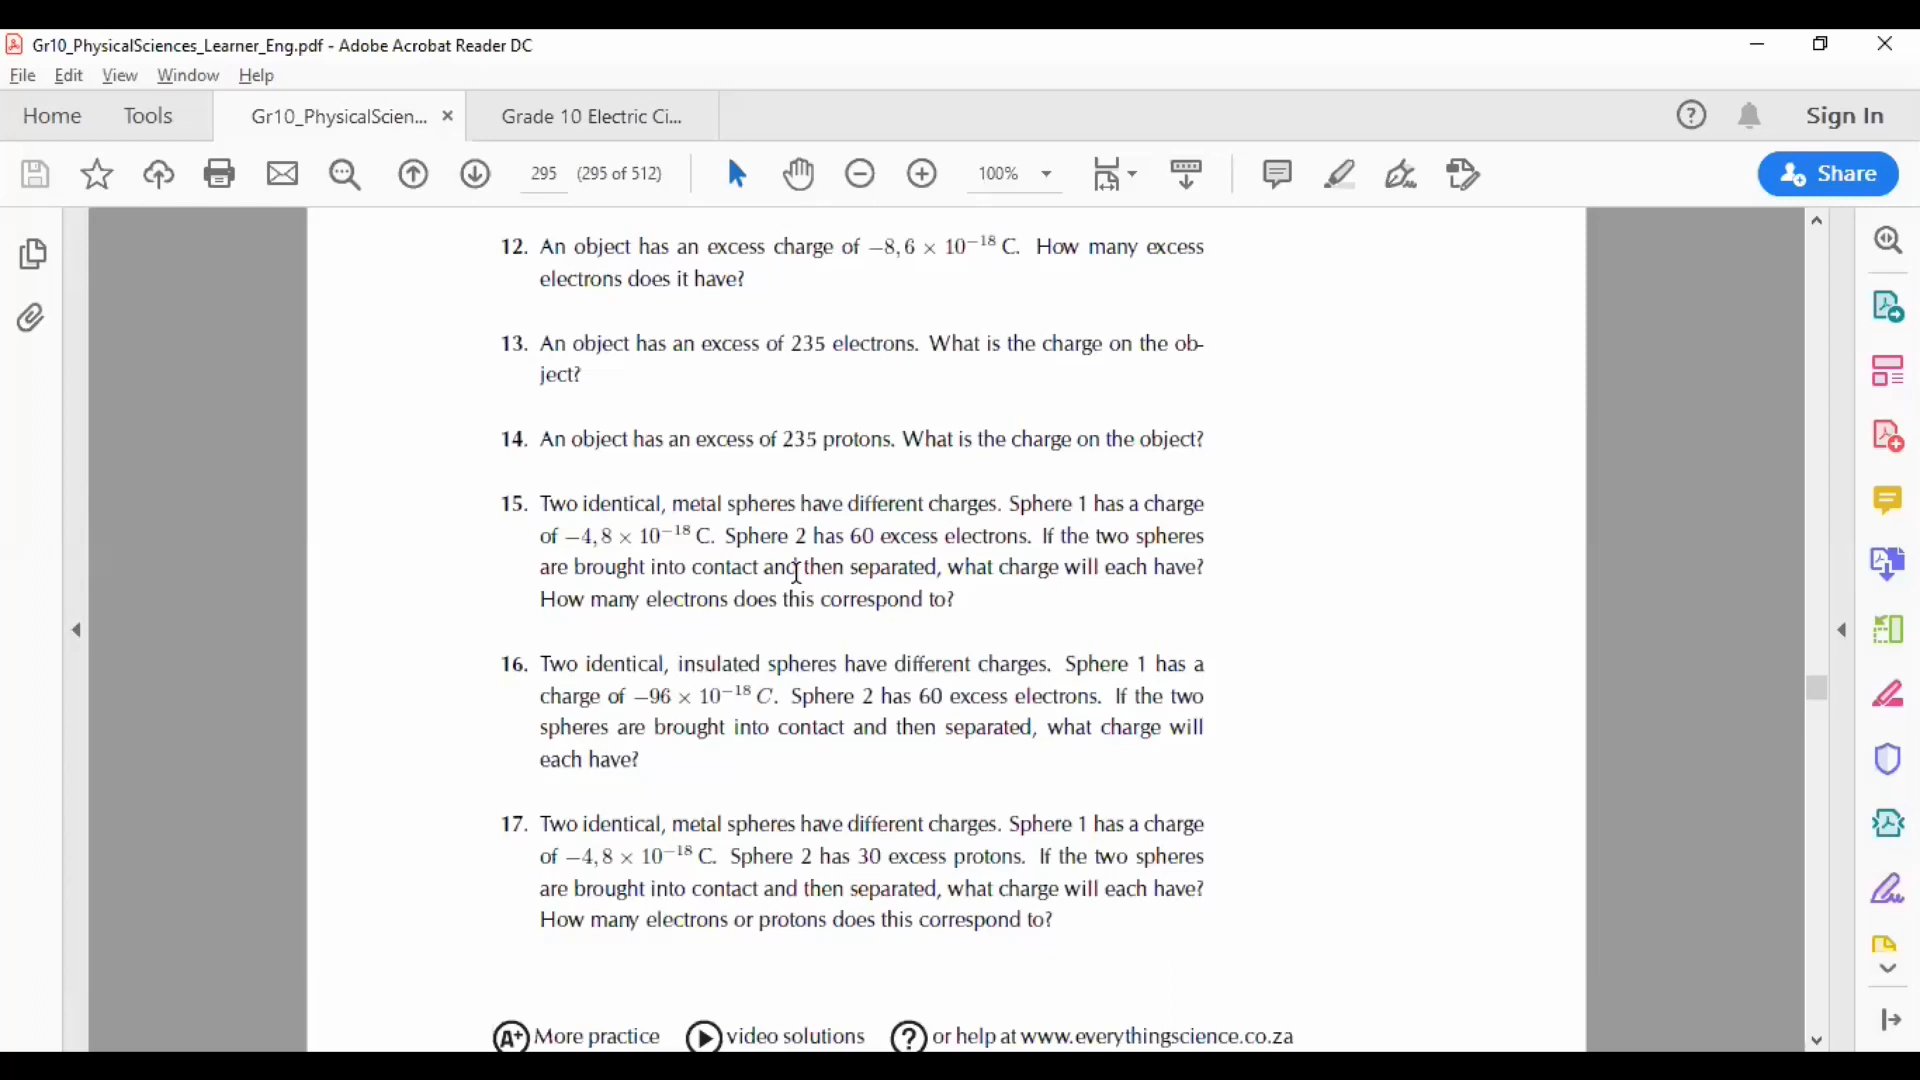 Gr10_PhysicalSciences_Learner_Eng.pdf - Adobe Acrobat Reader DC
File Edit View Window Help
Home Tools Gr10_PhysicalScien... × Grade 10 Electric Ci... ? Sign In
295 (295 of 512) 100% Share
12. An object has an excess charge of −8,6 × 10⁻¹⁸ C. How many excess
electrons does it have?
13. An object has an excess of 235 electrons. What is the charge on the ob-
ject?
14. An object has an excess of 235 protons. What is the charge on the object?
15. Two identical, metal spheres have different charges. Sphere 1 has a charge
of −4,8 × 10⁻¹⁸ C. Sphere 2 has 60 excess electrons. If the two spheres
are brought into contact and then separated, what charge will each have?
How many electrons does this correspond to?
16. Two identical, insulated spheres have different charges. Sphere 1 has a
charge of −96 × 10⁻¹⁸ C. Sphere 2 has 60 excess electrons. If the two
spheres are brought into contact and then separated, what charge will
each have?
17. Two identical, metal spheres have different charges. Sphere 1 has a charge
of −4,8 × 10⁻¹⁸ C. Sphere 2 has 30 excess protons. If the two spheres
are brought into contact and then separated, what charge will each have?
How many electrons or protons does this correspond to?
A+ More practice video solutions ? or help at www.everythingscience.co.za